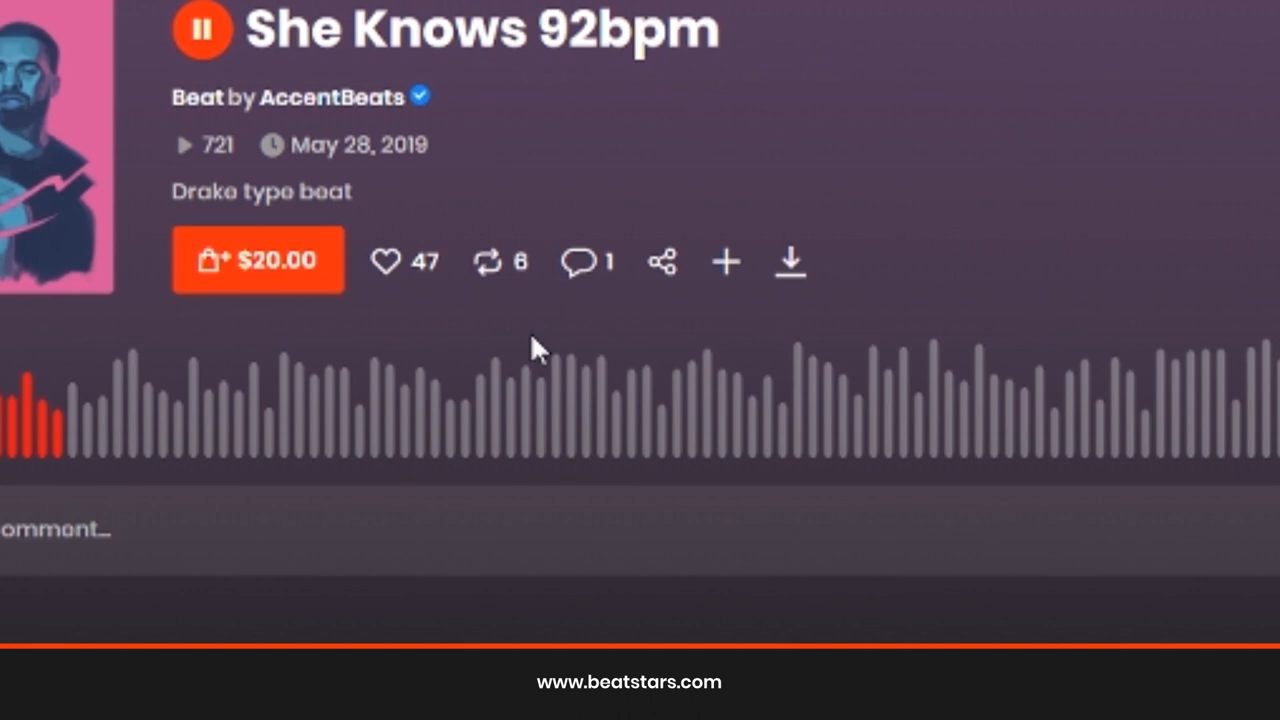 She Knows 92bpm
Beat by AccentBeats
721 May 28, 2019
Drake type beat
$20.00 47 6 1
omment...
www.beatstars.com